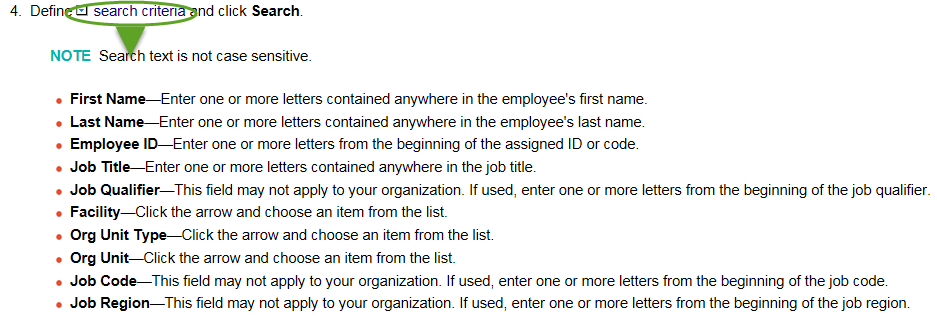 4. Define search criteria and click Search.
NOTE Search text is not case sensitive.
• First Name—Enter one or more letters contained anywhere in the employee's first name.
• Last Name—Enter one or more letters contained anywhere in the employee's last name.
• Employee ID—Enter one or more letters from the beginning of the assigned ID or code.
• Job Title—Enter one or more letters contained anywhere in the job title.
• Job Qualifier—This field may not apply to your organization. If used, enter one or more letters from the beginning of the job qualifier.
• Facility—Click the arrow and choose an item from the list.
• Org Unit Type—Click the arrow and choose an item from the list.
• Org Unit—Click the arrow and choose an item from the list.
• Job Code—This field may not apply to your organization. If used, enter one or more letters from the beginning of the job code.
• Job Region—This field may not apply to your organization. If used, enter one or more letters from the beginning of the job region.